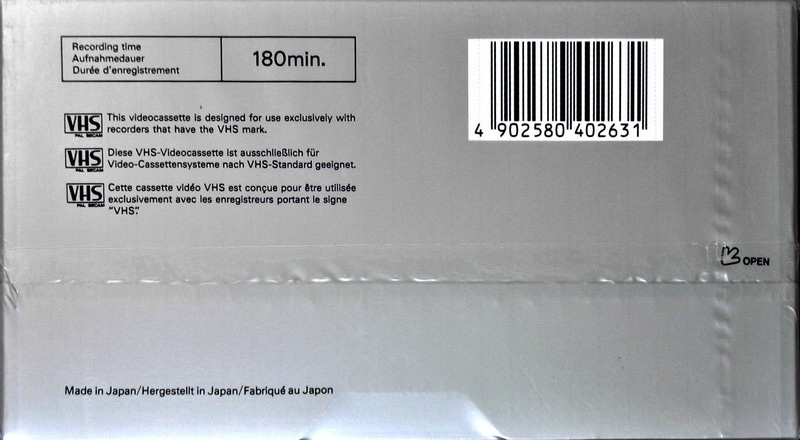 Recording time
Aufnahmedauer
Durée d'enregistrement
180min.
4 902580 402631
VHS
PAL SECAM
This videocassette is designed for use exclusively with
recorders that have the VHS mark.
VHS
PAL SECAM
Diese VHS-Videocassette ist ausschließlich für
Video-Cassettensysteme nach VHS-Standard geeignet.
VHS
PAL SECAM
Cette cassette vidéo VHS est conçue pour être utilisée
exclusivement avec les enregistreurs portant le signe
"VHS".
OPEN
Made in Japan/Hergestellt in Japan/Fabriqué au Japon